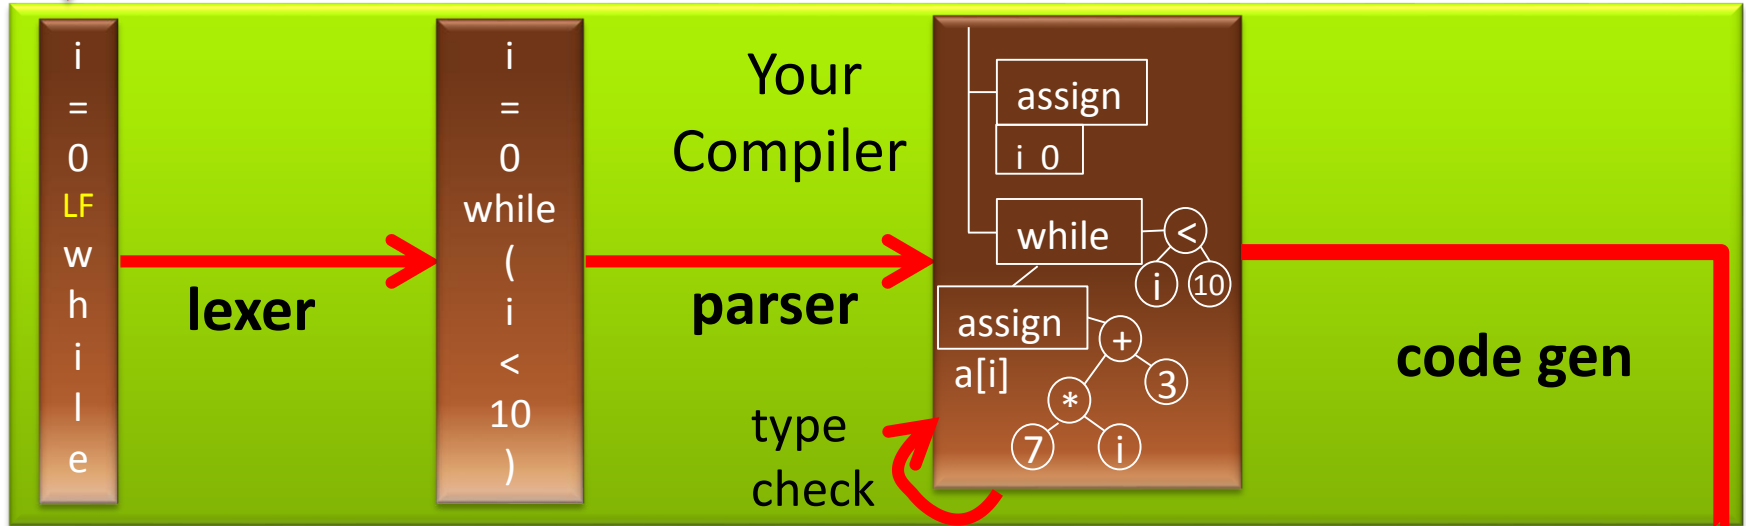 i
=
0
LF
w
h
i
l
e
lexer
i
=
0
while
(
i
<
10
)
Your
Compiler
parser
type
check
assign
i 0
while
<
i
10
assign
a[i]
+
3
*
7
i
code gen